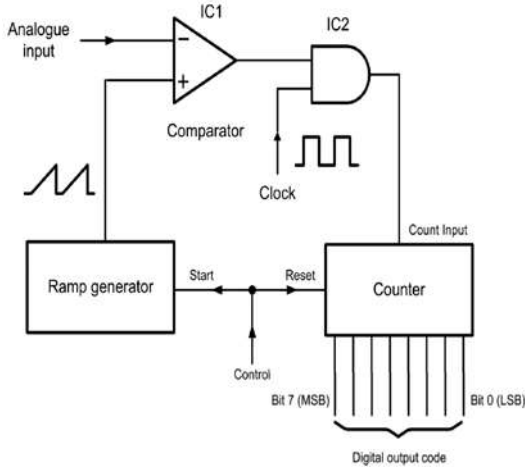 IC1
IC2
Analogue
input
−
+
Comparator
Clock
Count Input
Ramp generator
Start
Reset
Counter
Control
Bit 7 (MSB)
Bit 0 (LSB)
Digital output code